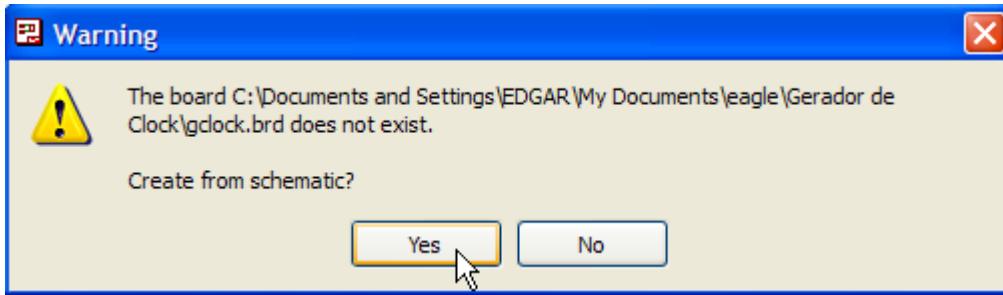 Warning
The board C:\Documents and Settings\EDGAR\My Documents\eagle/Gerador de
Clock\gclock.brd does not exist.
Create from schematic?
Yes
No